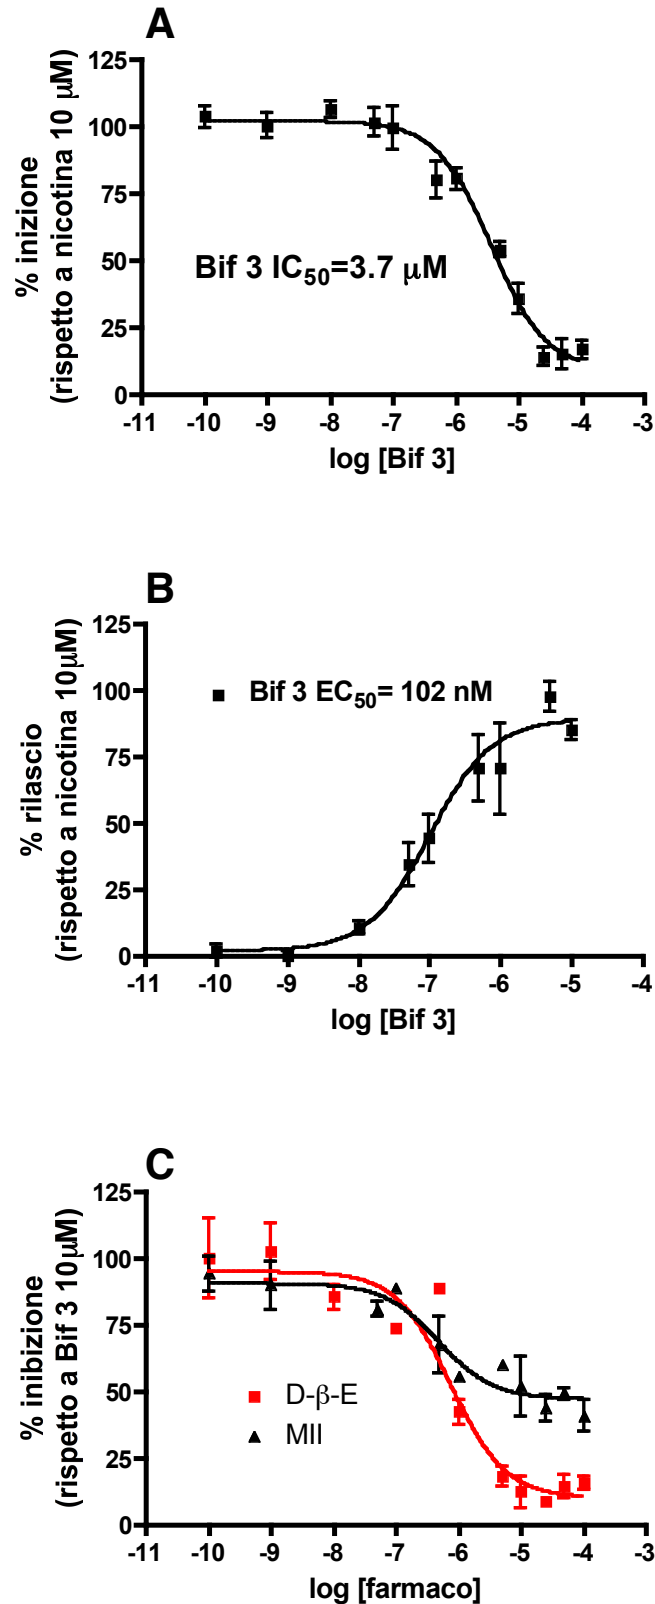 A
% inizione
(rispetto a nicotina 10 µM)
125
100
75
50
25
0
Bif 3 IC50=3.7 µM
-11 -10 -9 -8 -7 -6 -5 -4 -3
log [Bif 3]
B
% rilascio
(rispetto a nicotina 10µM)
125
100
75
50
25
0
Bif 3 EC50= 102 nM
-11 -10 -9 -8 -7 -6 -5 -4
log [Bif 3]
C
% inibizione
(rispetto a Bif 3 10µM)
125
100
75
50
25
0
D-β-E
MII
-11 -10 -9 -8 -7 -6 -5 -4 -3
log [farmaco]